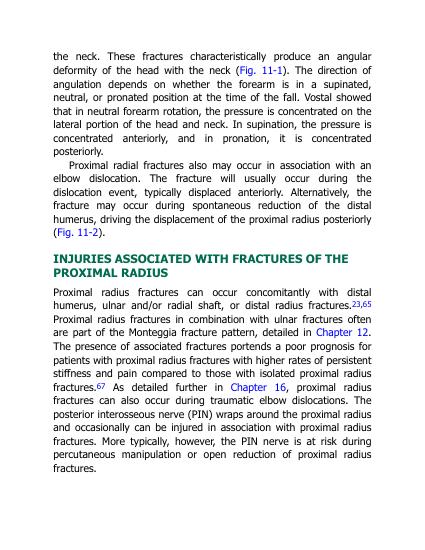 the neck. These fractures characteristically produce an angular
deformity of the head with the neck (Fig. 11-1). The direction of
angulation depends on whether the forearm is in a supinated,
neutral, or pronated position at the time of the fall. Vostal showed
that in neutral forearm rotation, the pressure is concentrated on the
lateral portion of the head and neck. In supination, the pressure is
concentrated anteriorly, and in pronation, it is concentrated
posteriorly.
Proximal radial fractures also may occur in association with an
elbow dislocation. The fracture will usually occur during the
dislocation event, typically displaced anteriorly. Alternatively, the
fracture may occur during spontaneous reduction of the distal
humerus, driving the displacement of the proximal radius posteriorly
(Fig. 11-2).
INJURIES ASSOCIATED WITH FRACTURES OF THE
PROXIMAL RADIUS
Proximal radius fractures can occur concomitantly with distal
humerus, ulnar and/or radial shaft, or distal radius fractures.23,65
Proximal radius fractures in combination with ulnar fractures often
are part of the Monteggia fracture pattern, detailed in Chapter 12.
The presence of associated fractures portends a poor prognosis for
patients with proximal radius fractures with higher rates of persistent
stiffness and pain compared to those with isolated proximal radius
fractures.67 As detailed further in Chapter 16, proximal radius
fractures can also occur during traumatic elbow dislocations. The
posterior interosseous nerve (PIN) wraps around the proximal radius
and occasionally can be injured in association with proximal radius
fractures. More typically, however, the PIN nerve is at risk during
percutaneous manipulation or open reduction of proximal radius
fractures.